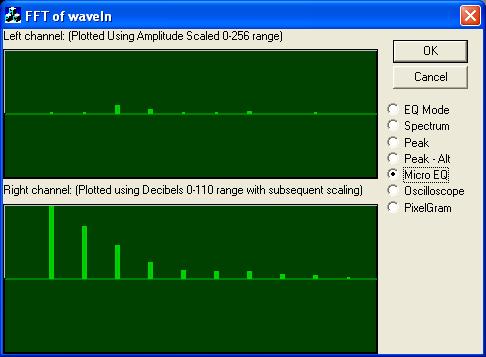 FFT of waveIn
Left channel: (Plotted Using Amplitude Scaled 0-256 range)
OK
Cancel
EQ Mode
Spectrum
Peak
Peak - Alt
Micro EQ
Oscilloscope
PixelGram
Right channel: (Plotted using Decibels 0-110 range with subsequent scaling)